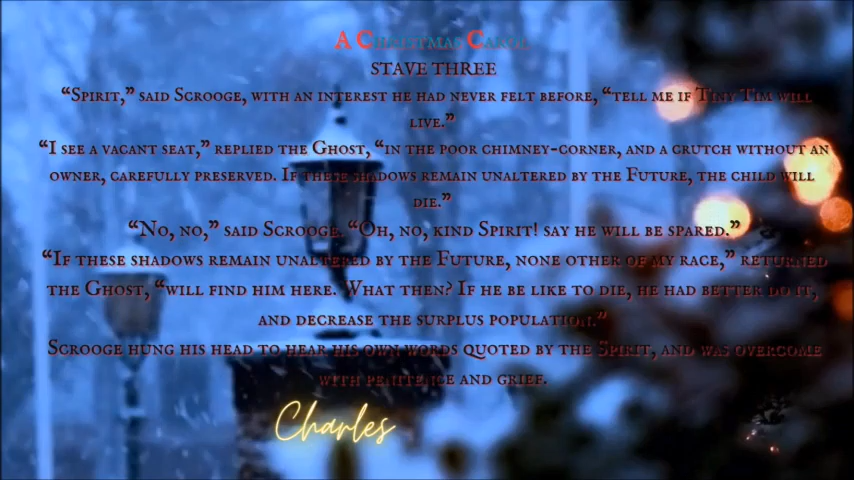 A Christmas Carol
STAVE THREE
“Spirit,” said Scrooge, with an interest he had never felt before, “tell me if Tiny Tim will
live.”
“I see a vacant seat,” replied the Ghost, “in the poor chimney-corner, and a crutch without an
owner, carefully preserved. If these shadows remain unaltered by the Future, the child will
die.”
“No, no,” said Scrooge. “Oh, no, kind Spirit! say he will be spared.”
“If these shadows remain unaltered by the Future, none other of my race,” returned
the Ghost, “will find him here. What then? If he be like to die, he had better do it,
and decrease the surplus population.”
Scrooge hung his head to hear his own words quoted by the Spirit, and was overcome
with penitence and grief.
Charles